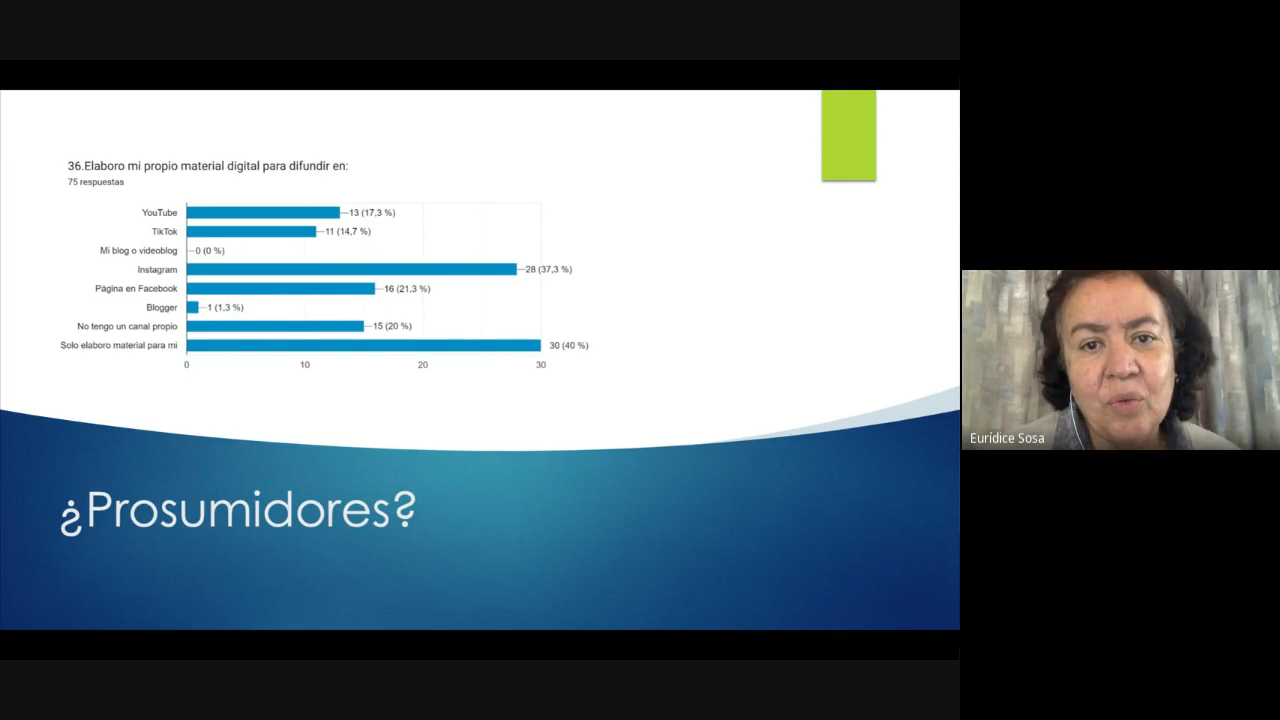 36.Elaboro mi propio material digital para difundir en:
75 respuestas
YouTube 13 (17,3 %)
TikTok 11 (14,7 %)
Mi blog o videoblog 0 (0 %)
Instagram 28 (37,3 %)
Página en Facebook 16 (21,3 %)
Blogger 1 (1,3 %)
No tengo un canal propio 15 (20 %)
Solo elaboro material para mi 30 (40 %)
0 10 20 30
¿Prosumidores?
Eurídice Sosa